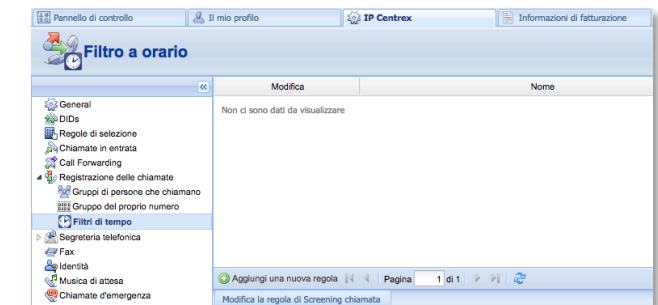 Pannello di controllo
Il mio profilo
IP Centrex
Informazioni di fatturazione
Filtro a orario
Modifica
Nome
Non ci sono dati da visualizzare
General
DIDs
Regole di selezione
Chiamate in entrata
Call Forwarding
Registrazione delle chiamate
Gruppi di persone che chiamano
Gruppo del proprio numero
Filtri di tempo
Segreteria telefonica
Fax
Identità
Musica di attesa
Chiamate d'emergenza
Aggiungi una nuova regola
Pagina 1 di 1
Modifica la regola di Screening chiamata